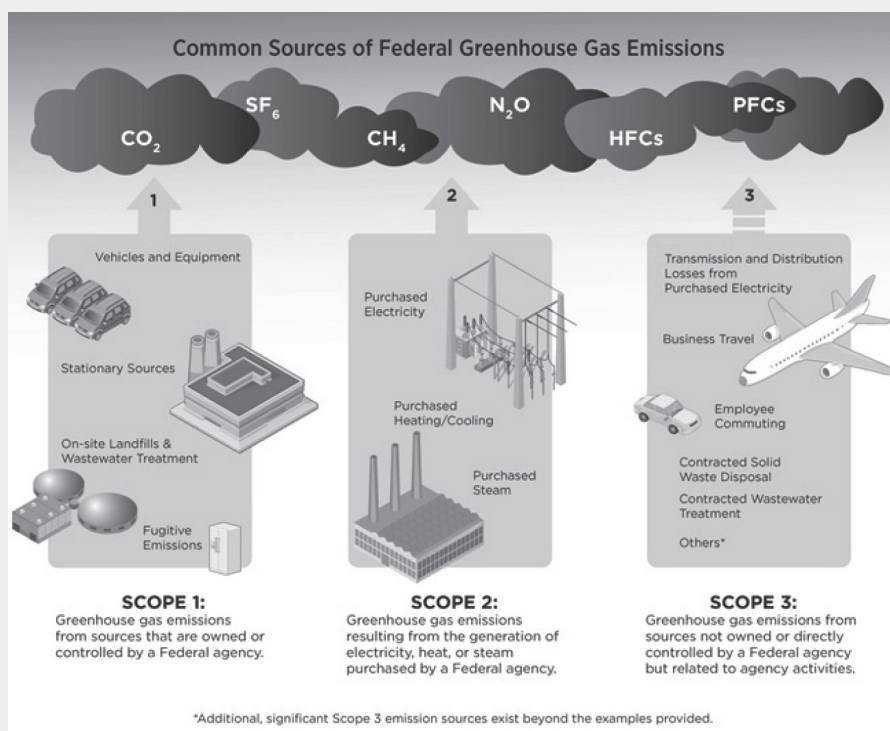 Common Sources of Federal Greenhouse Gas Emissions
CO₂
SF₆
CH₄
N₂O
HFCs
PFCs
1
2
3
Vehicles and Equipment
Stationary Sources
On-site Landfills &
Wastewater Treatment
Fugitive
Emissions
Purchased
Electricity
Purchased
Heating/Cooling
Purchased
Steam
Transmission and Distribution
Losses from
Purchased Electricity
Business Travel
Employee
Commuting
Contracted Solid
Waste Disposal
Contracted Wastewater
Treatment
Others*
SCOPE 1:
Greenhouse gas emissions
from sources that are owned or
controlled by a Federal agency.
SCOPE 2:
Greenhouse gas emissions
resulting from the generation of
electricity, heat, or steam
purchased by a Federal agency.
SCOPE 3:
Greenhouse gas emissions from
sources not owned or directly
controlled by a Federal agency
but related to agency activities.
*Additional, significant Scope 3 emission sources exist beyond the examples provided.